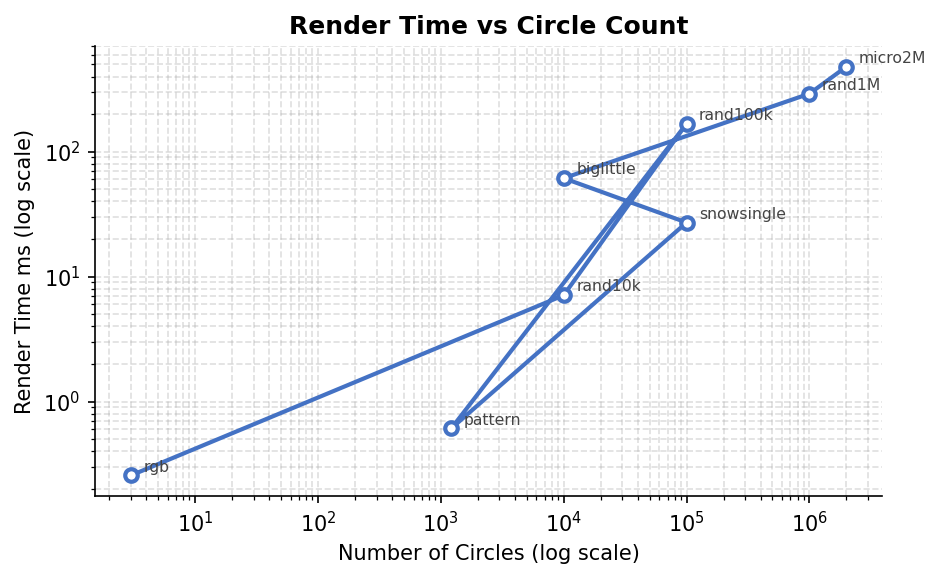 Render Time vs Circle Count
Render Time ms (log scale)
10²
10¹
10⁰
micro2M
rand1M
rand100k
biglittle
snowsingle
rand10k
pattern
rgb
10¹ 10² 10³ 10⁴ 10⁵ 10⁶
Number of Circles (log scale)